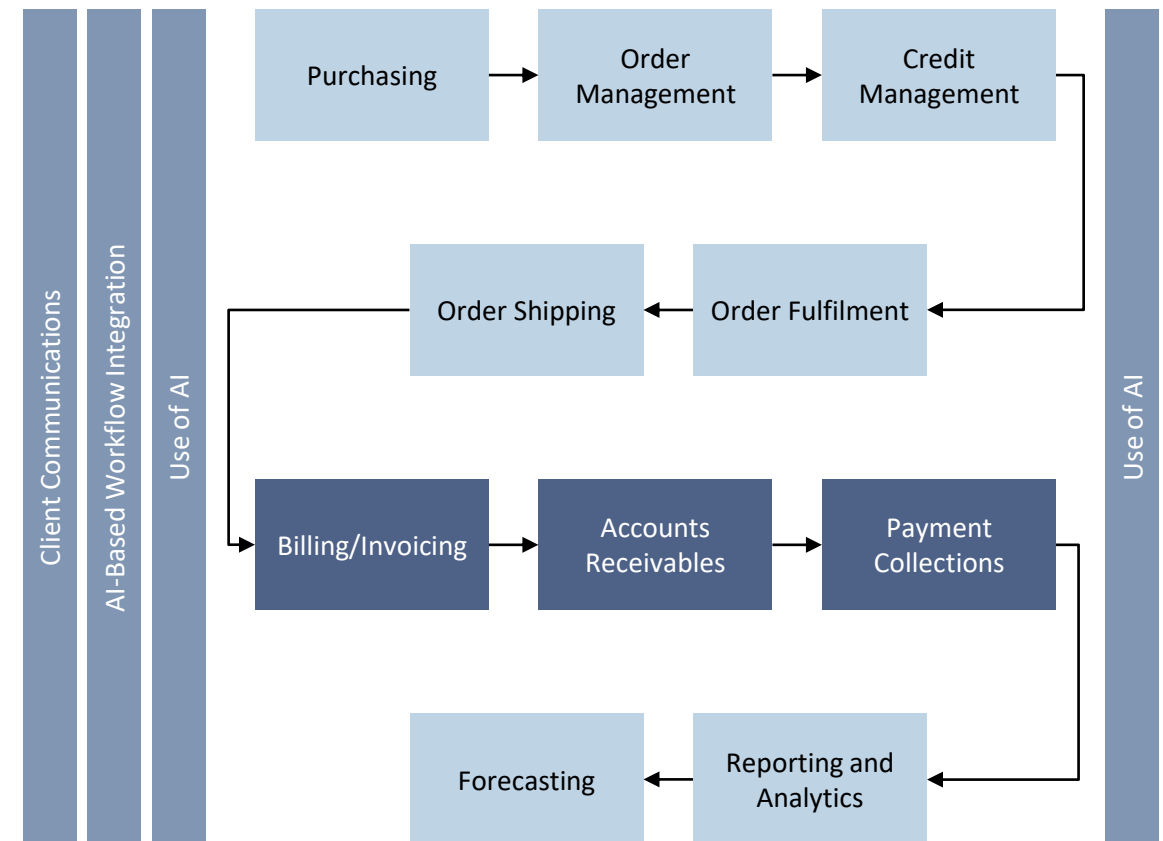 Client Communications
AI-Based Workflow Integration
Use of AI
Purchasing
Order
Management
Credit
Management
Order Shipping
Order Fulfilment
Billing/Invoicing
Accounts
Receivables
Payment
Collections
Forecasting
Reporting and
Analytics
Use of AI